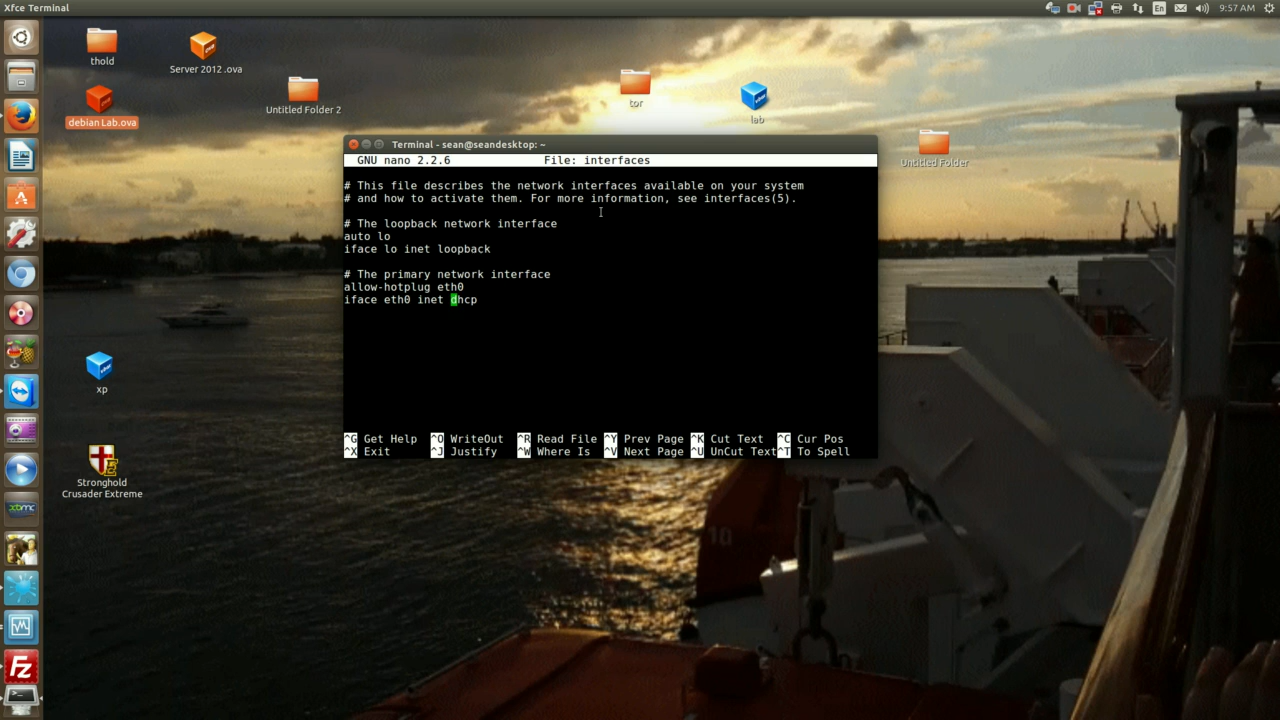 Xfce Terminal
En
9:57 AM
thold
Server 2012 .ova
Untitled Folder 2
tor
lab
debian Lab.ova
Untitled Folder
Terminal - sean@seandesktop: ~
GNU nano 2.2.6 File: interfaces
# This file describes the network interfaces available on your system
# and how to activate them. For more information, see interfaces(5).
# The loopback network interface
auto lo
iface lo inet loopback
# The primary network interface
allow-hotplug eth0
iface eth0 inet dhcp
^G Get Help ^O WriteOut ^R Read File ^Y Prev Page ^K Cut Text ^C Cur Pos
^X Exit ^J Justify ^W Where Is ^V Next Page ^U UnCut Text ^T To Spell
xp
Stronghold
Crusader Extreme
xbmc
Fz
10